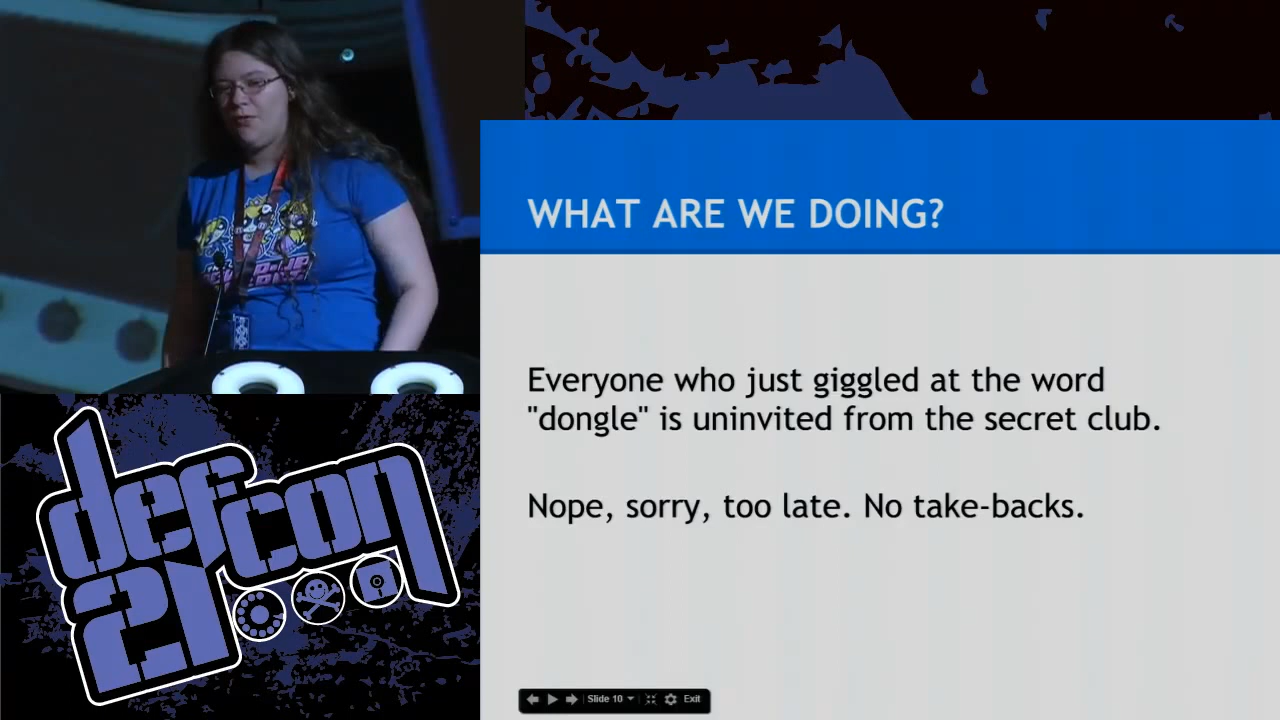 WHAT ARE WE DOING?
Everyone who just giggled at the word
"dongle" is uninvited from the secret club.
Nope, sorry, too late. No take-backs.
defcon
21
Slide 10
Exit